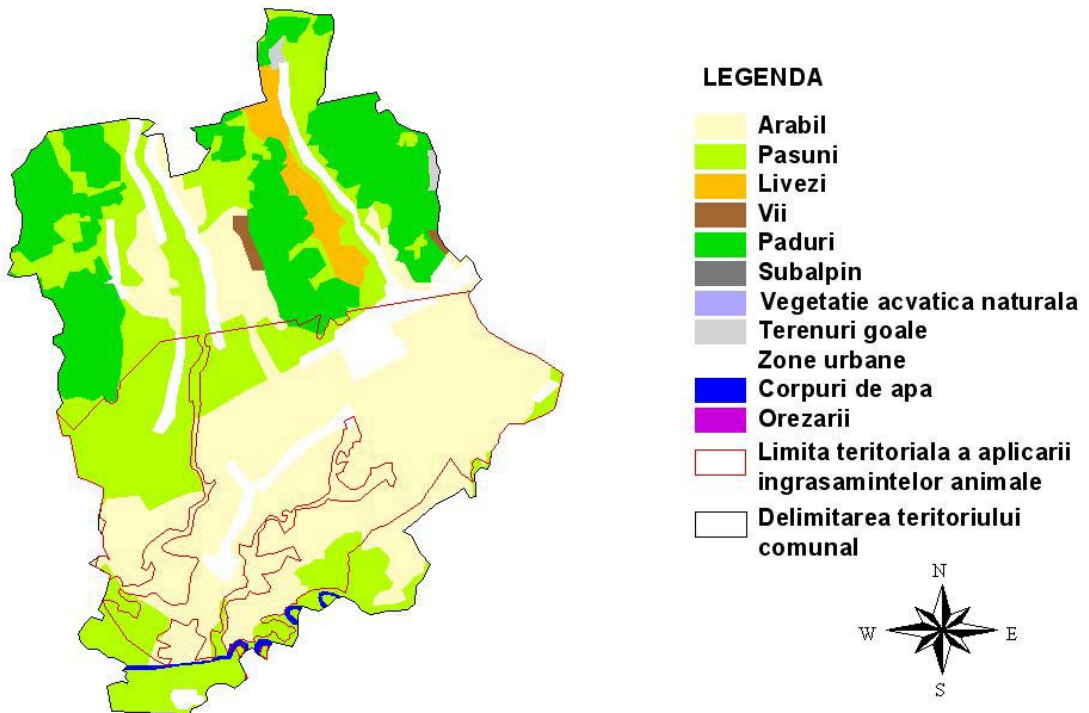 LEGENDA
Arabil
Pasuni
Livezi
Vii
Paduri
Subalpin
Vegetatie acvatica naturala
Terenuri goale
Zone urbane
Corpuri de apa
Orezarii
Limita teritoriala a aplicarii
ingrasamintelor animale
Delimitarea teritoriului
comunal
N
W
E
S